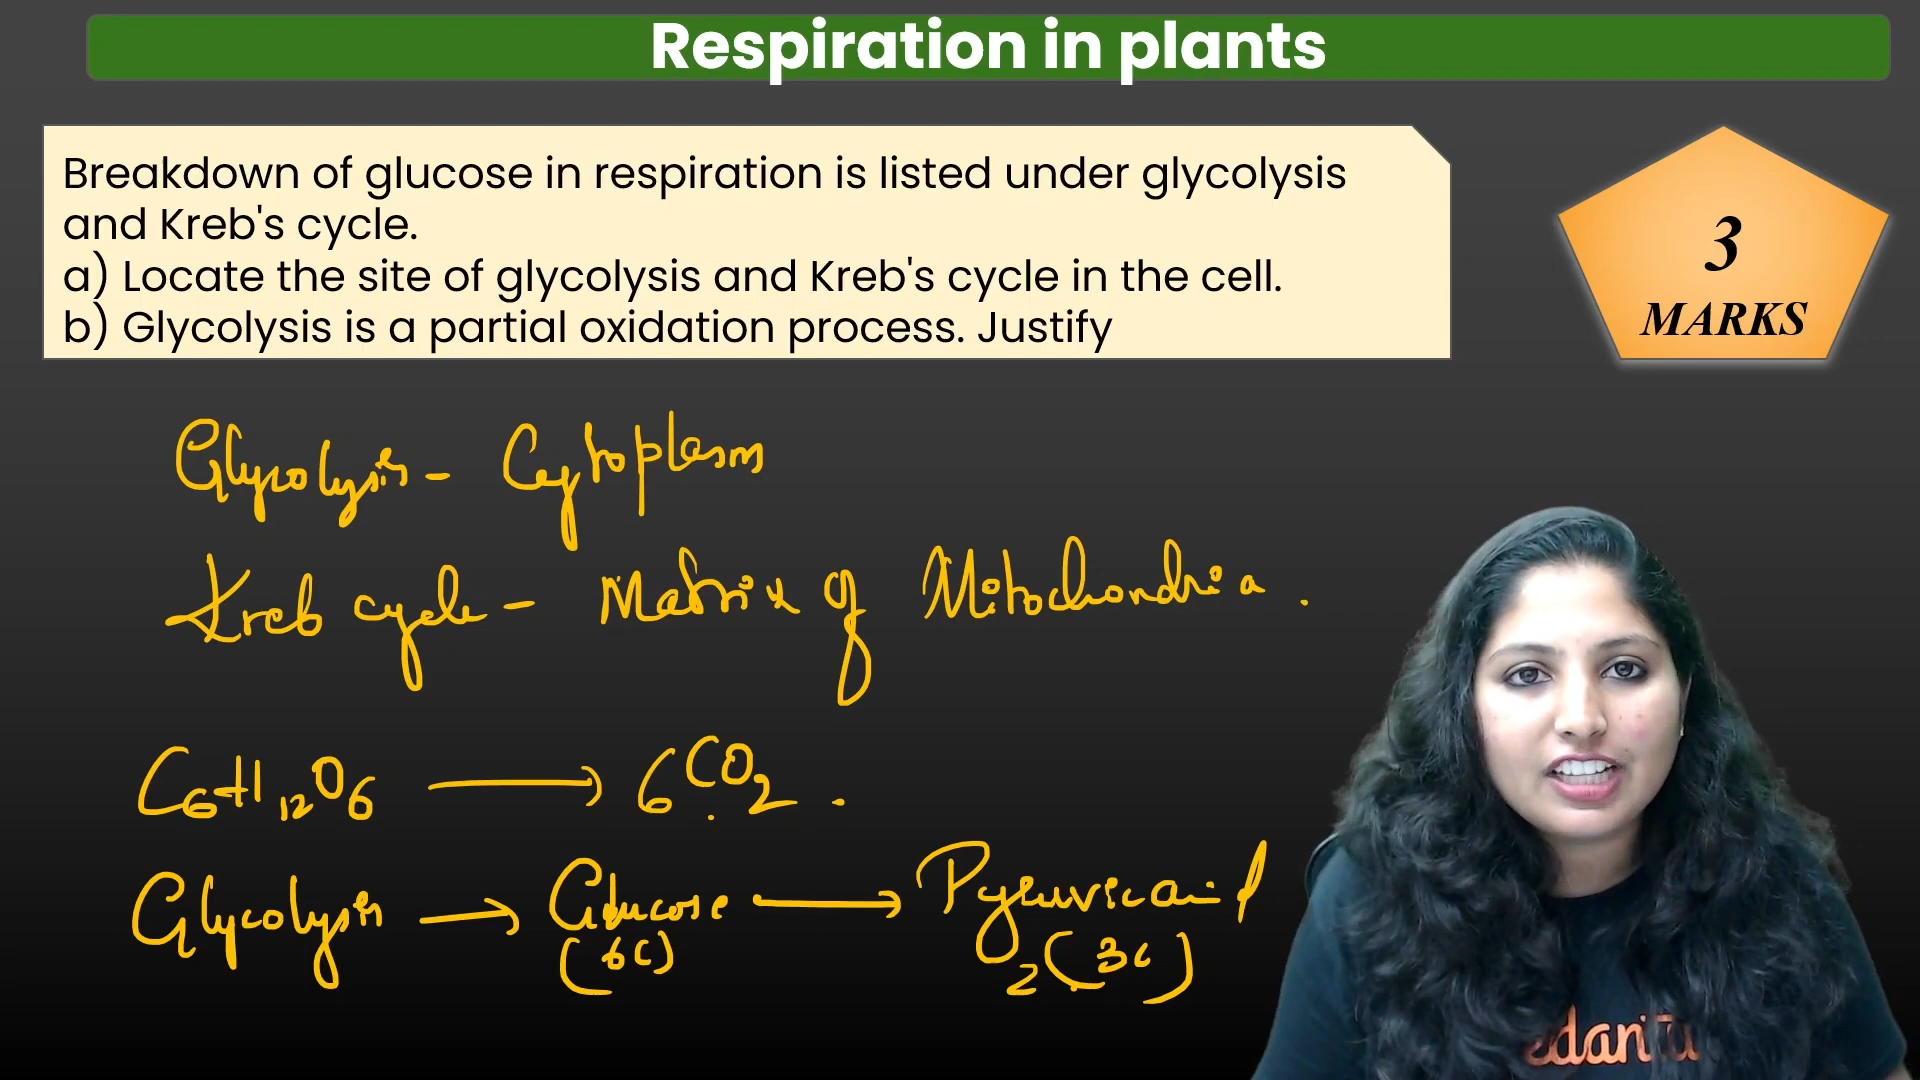 Respiration in plants
Breakdown of glucose in respiration is listed under glycolysis
and Kreb's cycle.
a) Locate the site of glycolysis and Kreb's cycle in the cell.
b) Glycolysis is a partial oxidation process. Justify
3
MARKS
Glycolysis - Cytoplasm
Kreb cycle - Matrix of Mitochondria.
C6H12O6 → 6CO2.
Glycolysis → Glucose → Pyruvic acid
(6C) 2(3C)
edantu